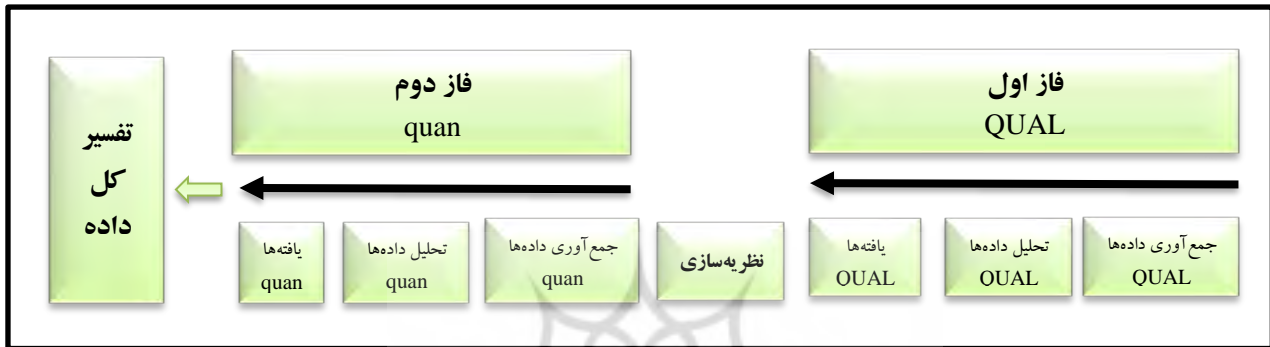 فاز اول
QUAL
جمع‌آوری داده‌ها
QUAL
تحلیل داده‌ها
QUAL
یافته‌ها
QUAL
نظریه‌سازی
فاز دوم
quan
جمع‌آوری داده‌ها
quan
تحلیل داده‌ها
quan
یافته‌ها
quan
تفسیر
کل
داده